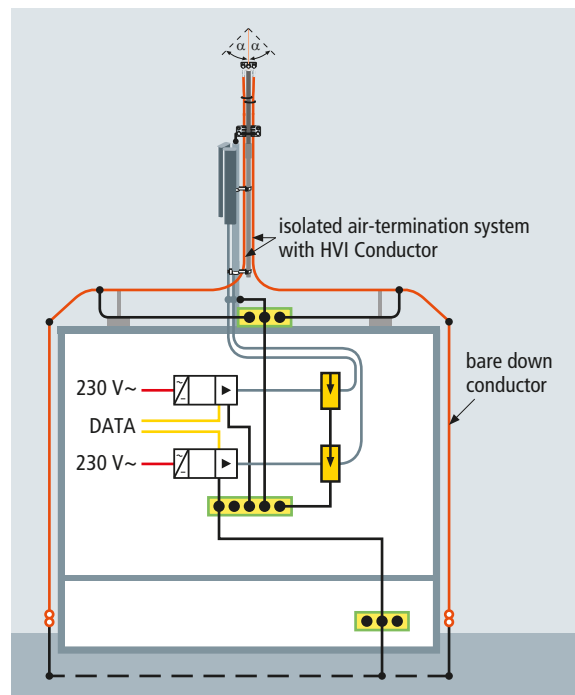 α α
isolated air-termination system
with HVI Conductor
bare down
conductor
230 V~
DATA
230 V~
~
–
~
–